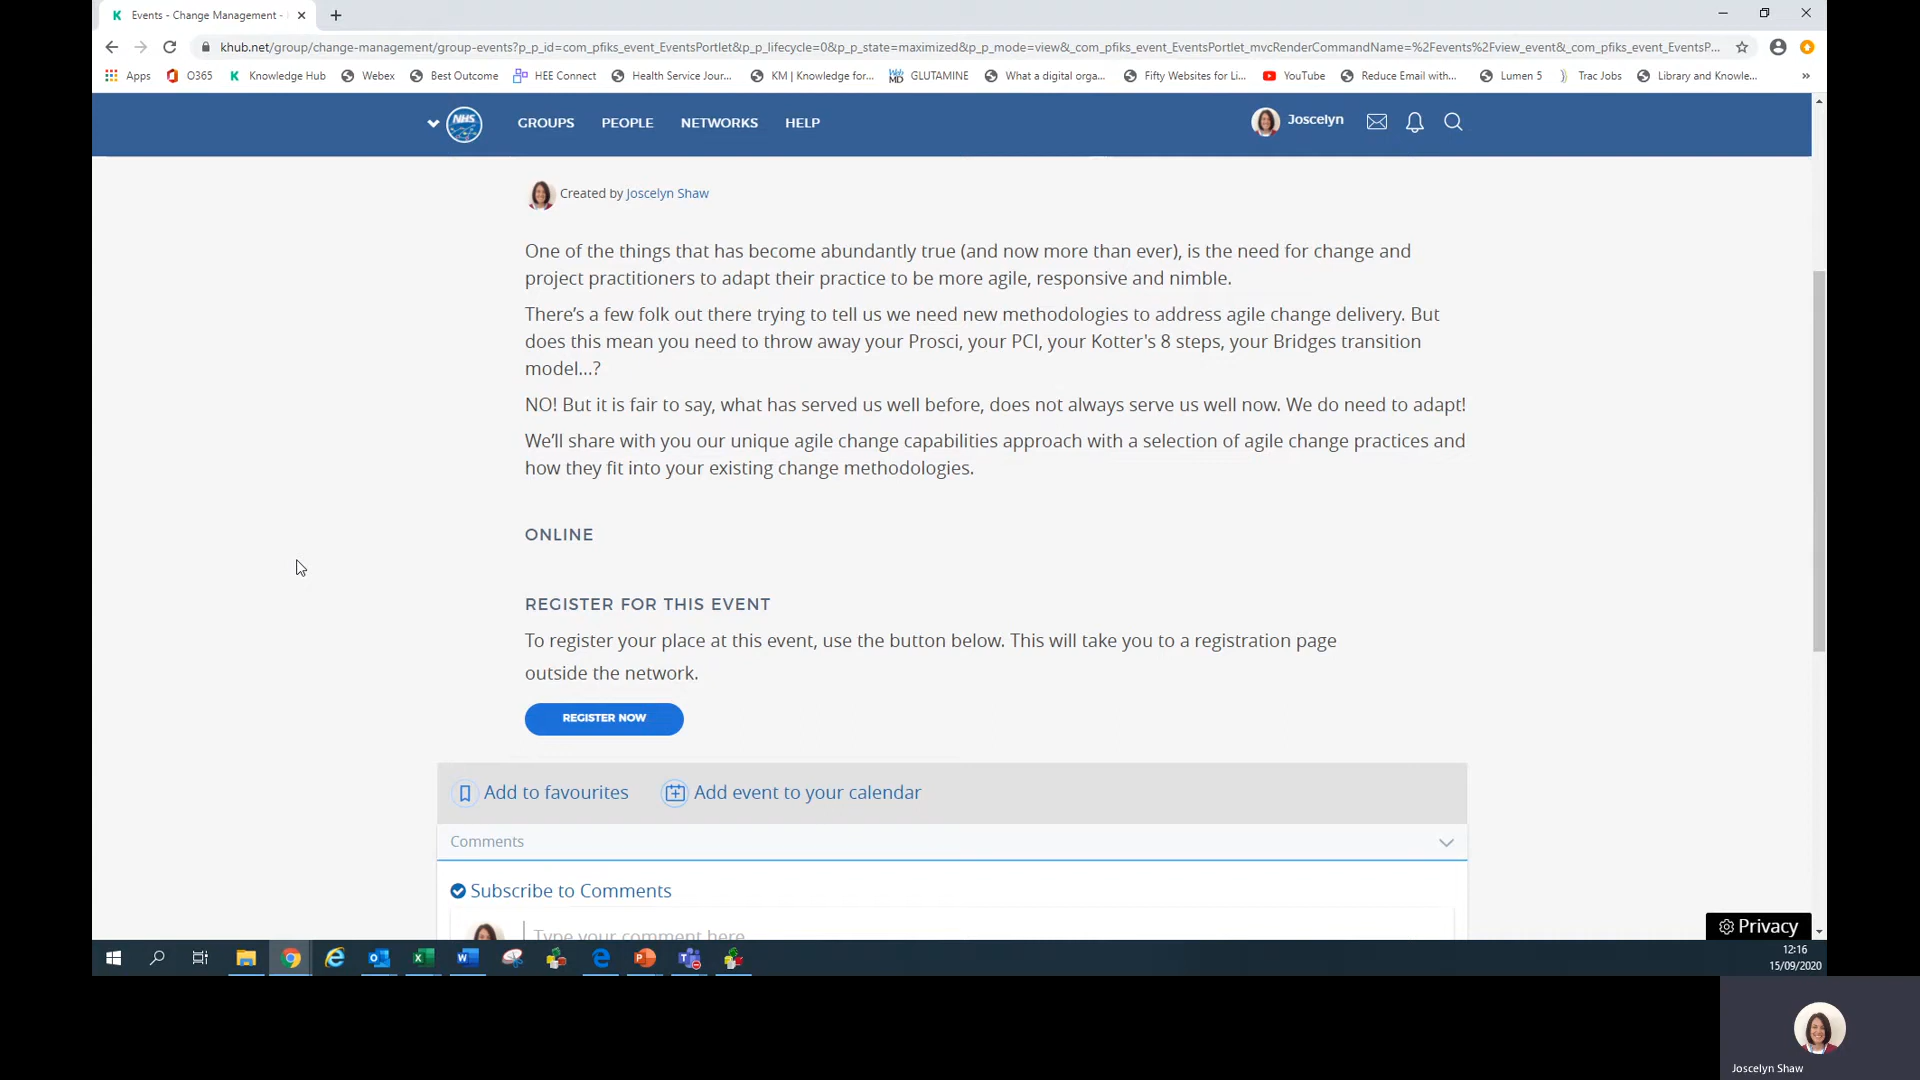 Events - Change Management -
khub.net/group/change-management/group-events?p_p_id=com_pfiks_event_EventsPortlet&p_p_lifecycle=0&p_p_state=maximized&p_p_mode=view&_com_pfiks_event_EventsPortlet_mvcRenderCommandName=%2Fevents%2Fview_event&_com_pfiks_event_EventsP...
Apps O365 Knowledge Hub Webex Best Outcome HEE Connect Health Service Jour... KM | Knowledge for... GLUTAMINE What a digital orga... Fifty Websites for Li... YouTube Reduce Email with... Lumen 5 Trac Jobs Library and Knowle... »
NHS GROUPS PEOPLE NETWORKS HELP Joscelyn
Created by Joscelyn Shaw
One of the things that has become abundantly true (and now more than ever), is the need for change and
project practitioners to adapt their practice to be more agile, responsive and nimble.
There's a few folk out there trying to tell us we need new methodologies to address agile change delivery. But
does this mean you need to throw away your Prosci, your PCI, your Kotter's 8 steps, your Bridges transition
model...?
NO! But it is fair to say, what has served us well before, does not always serve us well now. We do need to adapt!
We'll share with you our unique agile change capabilities approach with a selection of agile change practices and
how they fit into your existing change methodologies.
ONLINE
REGISTER FOR THIS EVENT
To register your place at this event, use the button below. This will take you to a registration page
outside the network.
REGISTER NOW
Add to favourites Add event to your calendar
Comments
Subscribe to Comments
Type your comment here
Privacy
12:16
15/09/2020
Joscelyn Shaw